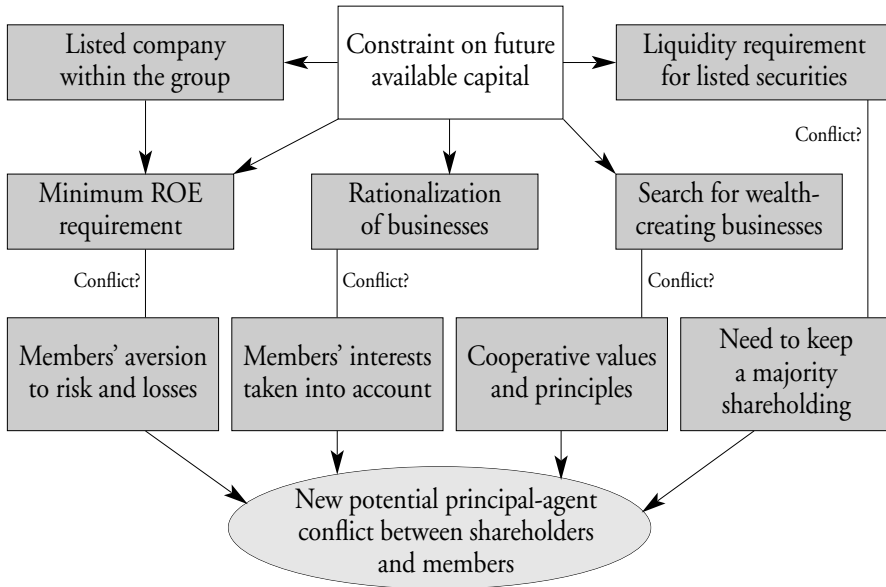 Listed company
within the group
Constraint on future
available capital
Liquidity requirement
for listed securities
Conflict?
Minimum ROE
requirement
Rationalization
of businesses
Search for wealth-
creating businesses
Conflict?
Conflict?
Conflict?
Members’ aversion
to risk and losses
Members’ interests
taken into account
Cooperative values
and principles
Need to keep
a majority
shareholding
New potential principal-agent
conflict between shareholders
and members